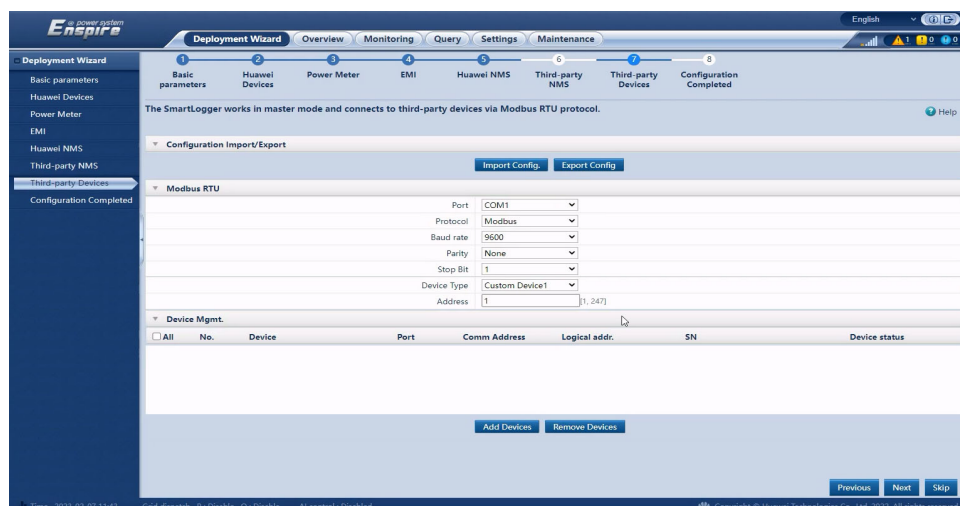 Enspire @ power system
English
Deployment Wizard Overview Monitoring Query Settings Maintenance
1 0 0
Deployment Wizard
Basic parameters
Huawei Devices
Power Meter
EMI
Huawei NMS
Third-party NMS
Third-party Devices
Configuration Completed
1 2 3 4 5 6 7 8
Basic parameters
Huawei Devices
Power Meter
EMI
Huawei NMS
Third-party NMS
Third-party Devices
Configuration Completed
The SmartLogger works in master mode and connects to third-party devices via Modbus RTU protocol.
Help
Configuration Import/Export
Import Config. Export Config
Modbus RTU
Port COM1
Protocol Modbus
Baud rate 9600
Parity None
Stop Bit 1
Device Type Custom Device1
Address 1 [1, 247]
Device Mgmt.
All No. Device Port Comm Address Logical addr. SN Device status
Add Devices Remove Devices
Previous Next Skip